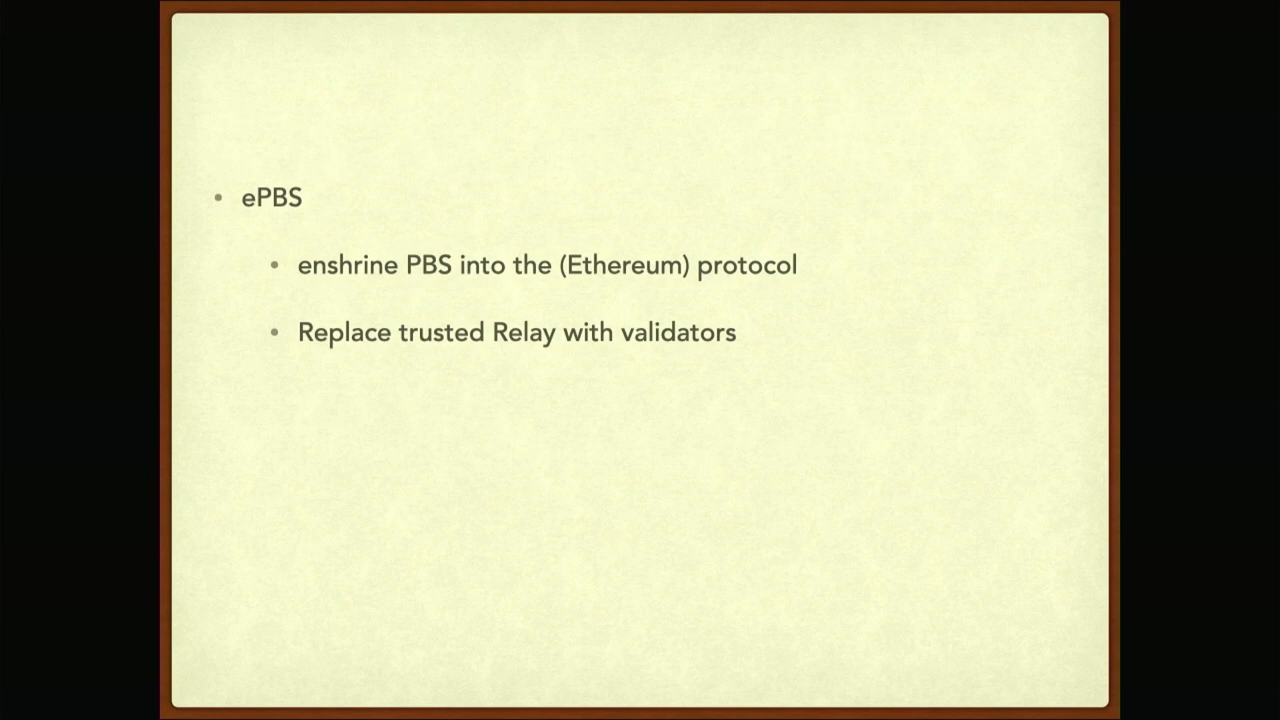 • ePBS
• enshrine PBS into the (Ethereum) protocol
• Replace trusted Relay with validators